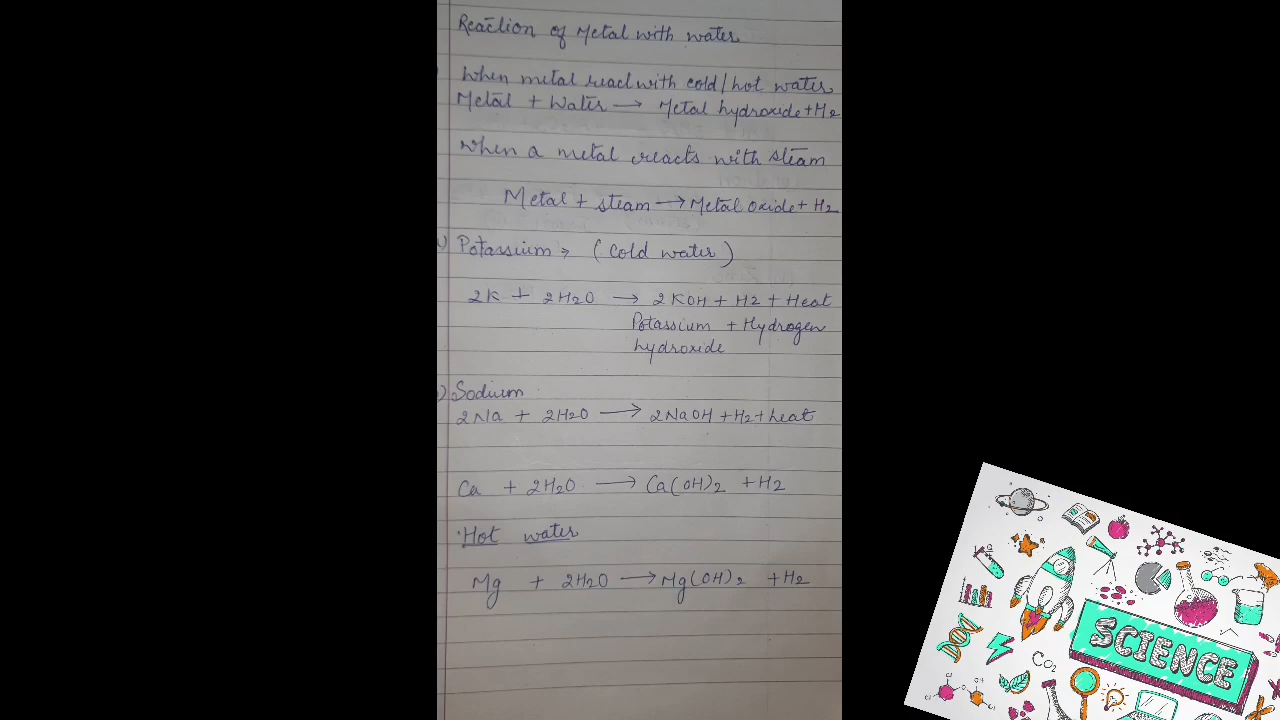 Reaction of Metal with water
When metal react with cold/hot water
Metal + Water → Metal hydroxide + H2
when a metal reacts with steam
Metal + steam → Metal oxide + H2
Potassium → (Cold water)
2K + 2H2O → 2KOH + H2 + Heat
Potassium + Hydrogen
hydroxide
Sodium
2Na + 2H2O → 2NaOH + H2 + heat
Ca + 2H2O → Ca(OH)2 + H2
Hot water
Mg + 2H2O → Mg(OH)2 + H2
SCIENCE
DNA
CO2